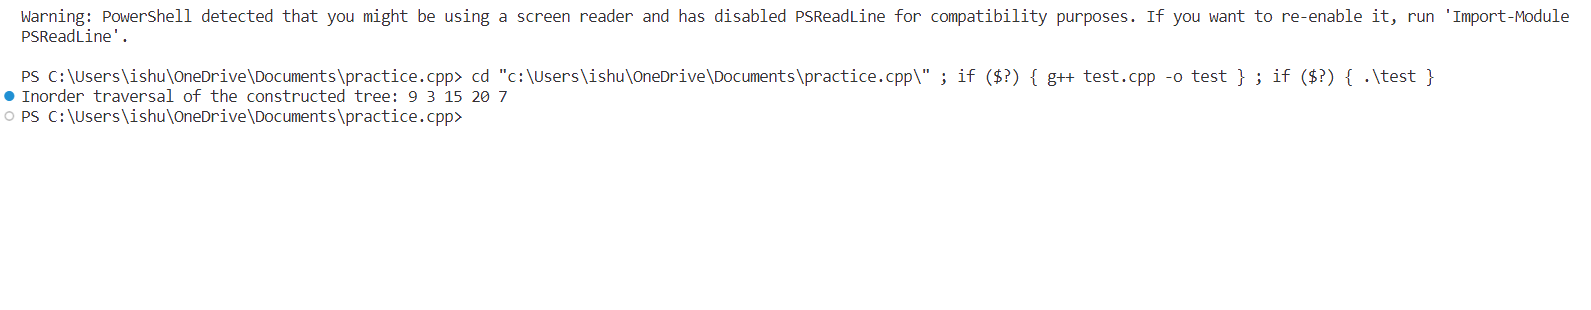 Warning: PowerShell detected that you might be using a screen reader and has disabled PSReadLine for compatibility purposes. If you want to re-enable it, run 'Import-Module
PSReadLine'.
PS C:\Users\ishu\OneDrive\Documents\practice.cpp> cd "c:\Users\ishu\OneDrive\Documents\practice.cpp\" ; if ($?) { g++ test.cpp -o test } ; if ($?) { .\test }
Inorder traversal of the constructed tree: 9 3 15 20 7
PS C:\Users\ishu\OneDrive\Documents\practice.cpp>